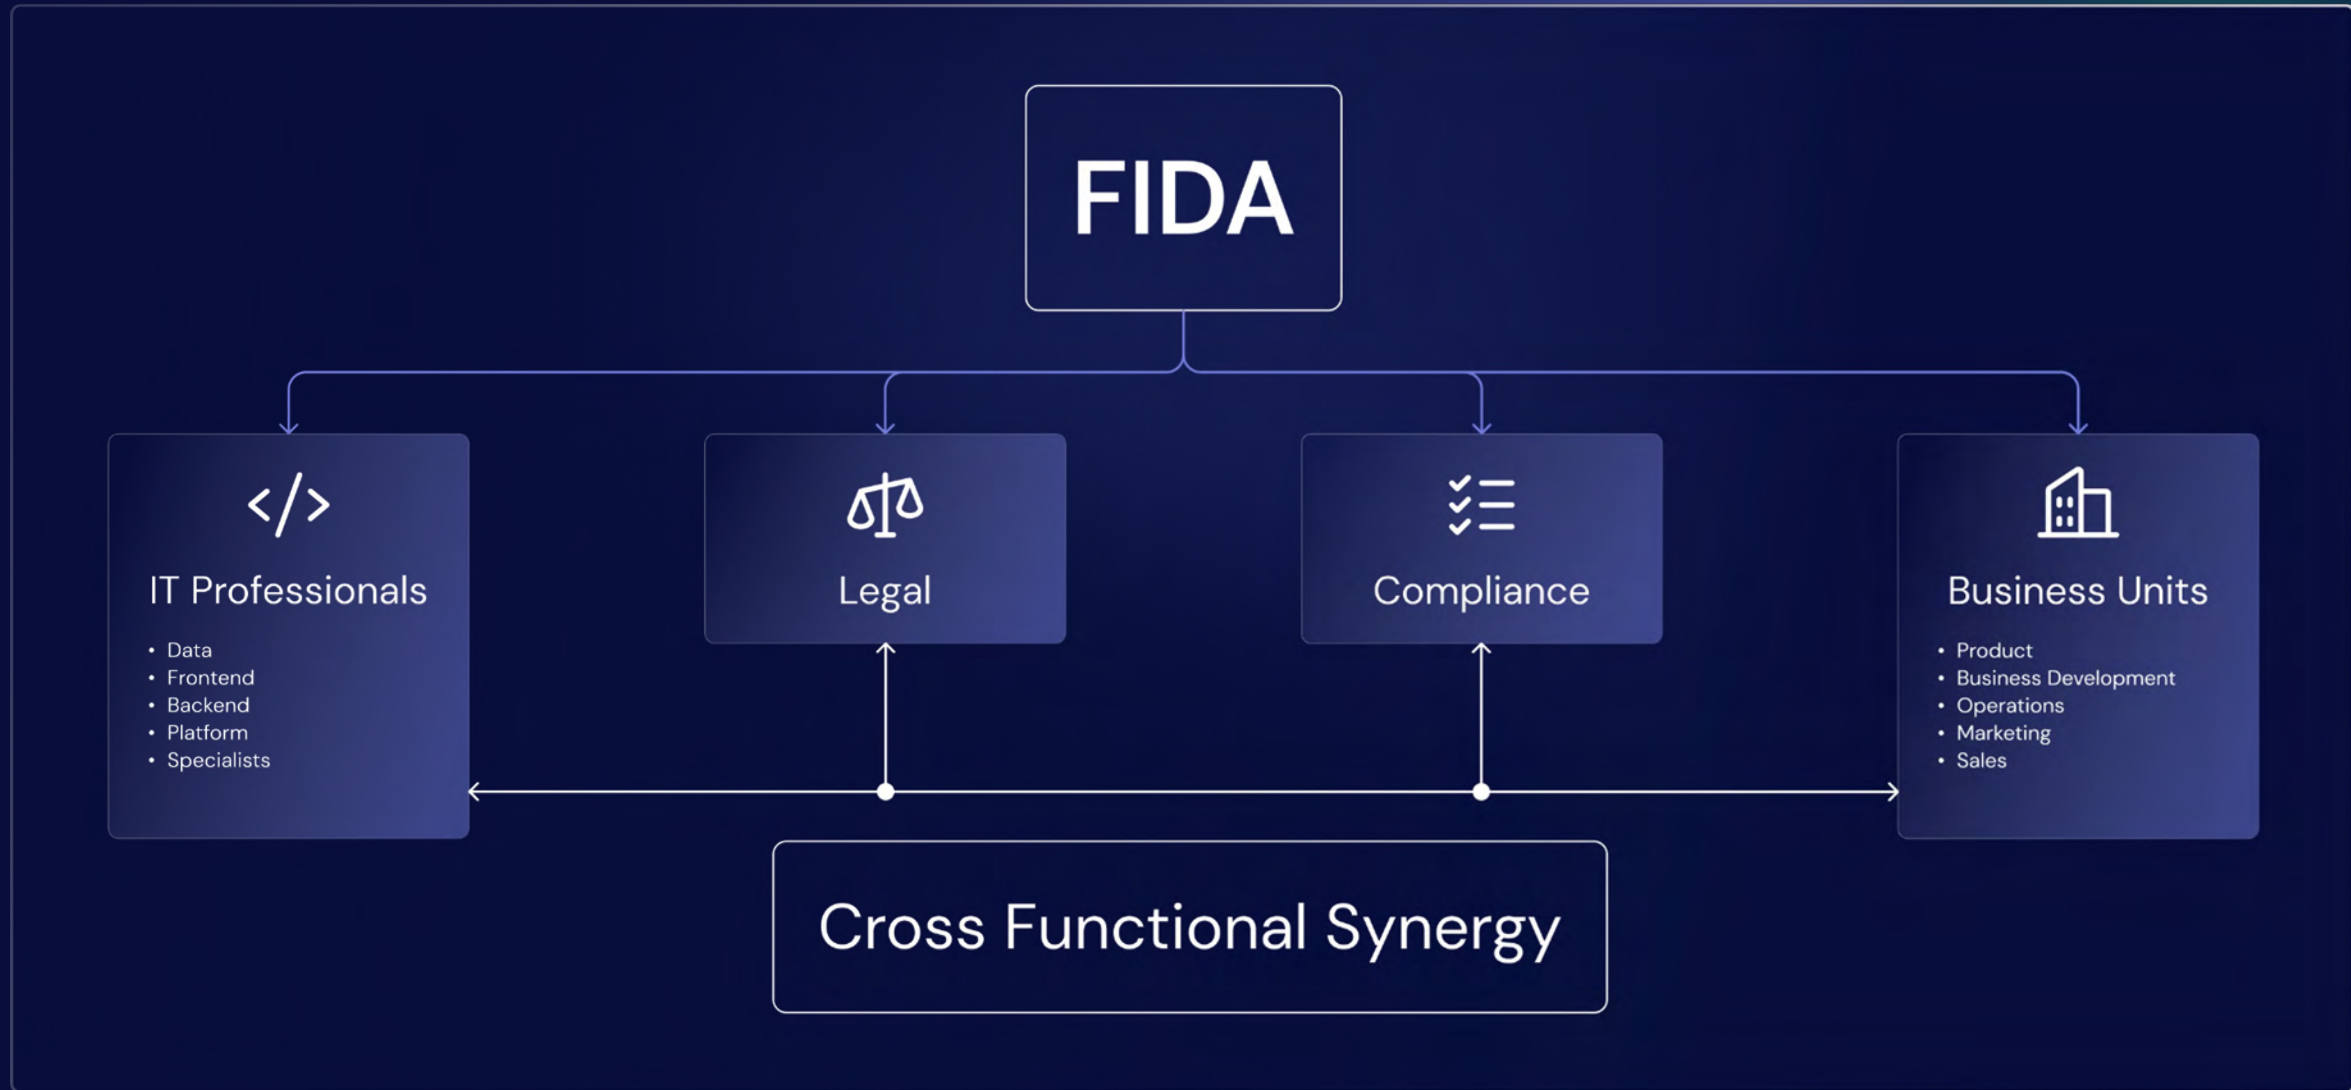 FIDA
IT Professionals
• Data
• Frontend
• Backend
• Platform
• Specialists
Legal
Compliance
Business Units
• Product
• Business Development
• Operations
• Marketing
• Sales
Cross Functional Synergy